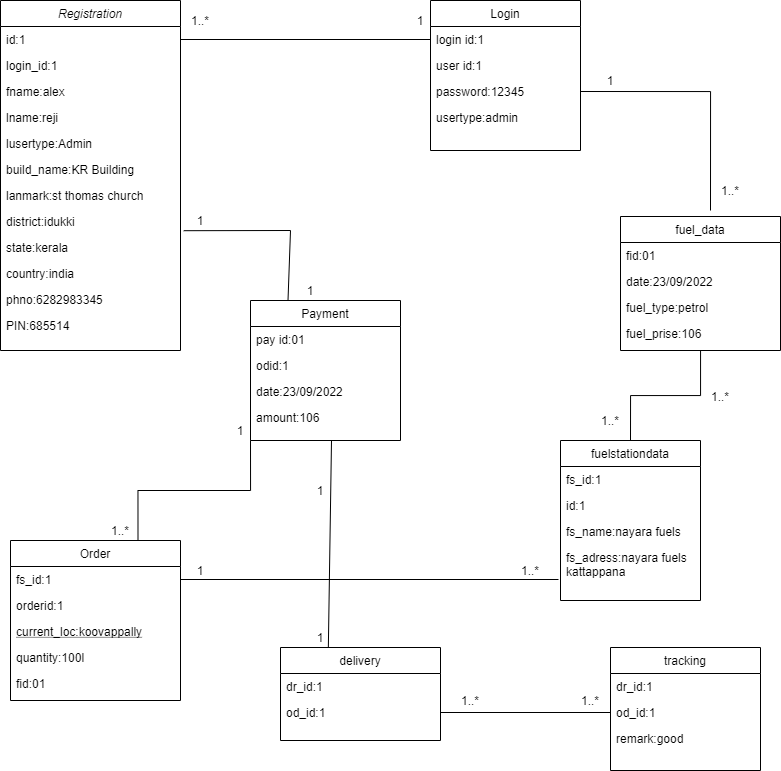 Registration
id:1
login_id:1
fname:alex
lname:reji
lusertype:Admin
build_name:KR Building
lanmark:st thomas church
district:idukki
state:kerala
country:india
phno:6282983345
PIN:685514
1..*
1
Login
login id:1
user id:1
password:12345
usertype:admin
1
1..*
fuel_data
fid:01
date:23/09/2022
fuel_type:petrol
fuel_prise:106
1
1
Payment
pay id:01
odid:1
date:23/09/2022
amount:106
1..*
1..*
fuelstationdata
fs_id:1
id:1
fs_name:nayara fuels
fs_adress:nayara fuels
kattappana
1
1..*
1
1
Order
fs_id:1
orderid:1
current_loc:koovappally
quantity:100l
fid:01
1
1..*
delivery
dr_id:1
od_id:1
1..*
1..*
tracking
dr_id:1
od_id:1
remark:good